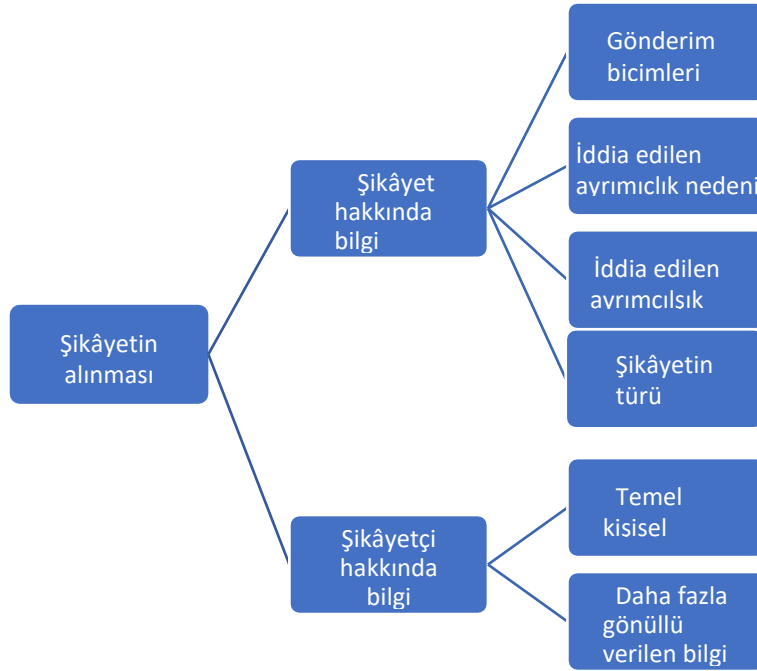 Şikâyetin
alınması
Şikâyet
hakkında
bilgi
Gönderim
bicimleri
İddia edilen
ayrımıclık nedeni
İddia edilen
avrımcılsık
Şikâyetin
türü
Şikâyetçi
hakkında
bilgi
Temel
kisisel
Daha fazla
gönüllü
verilen bilgi